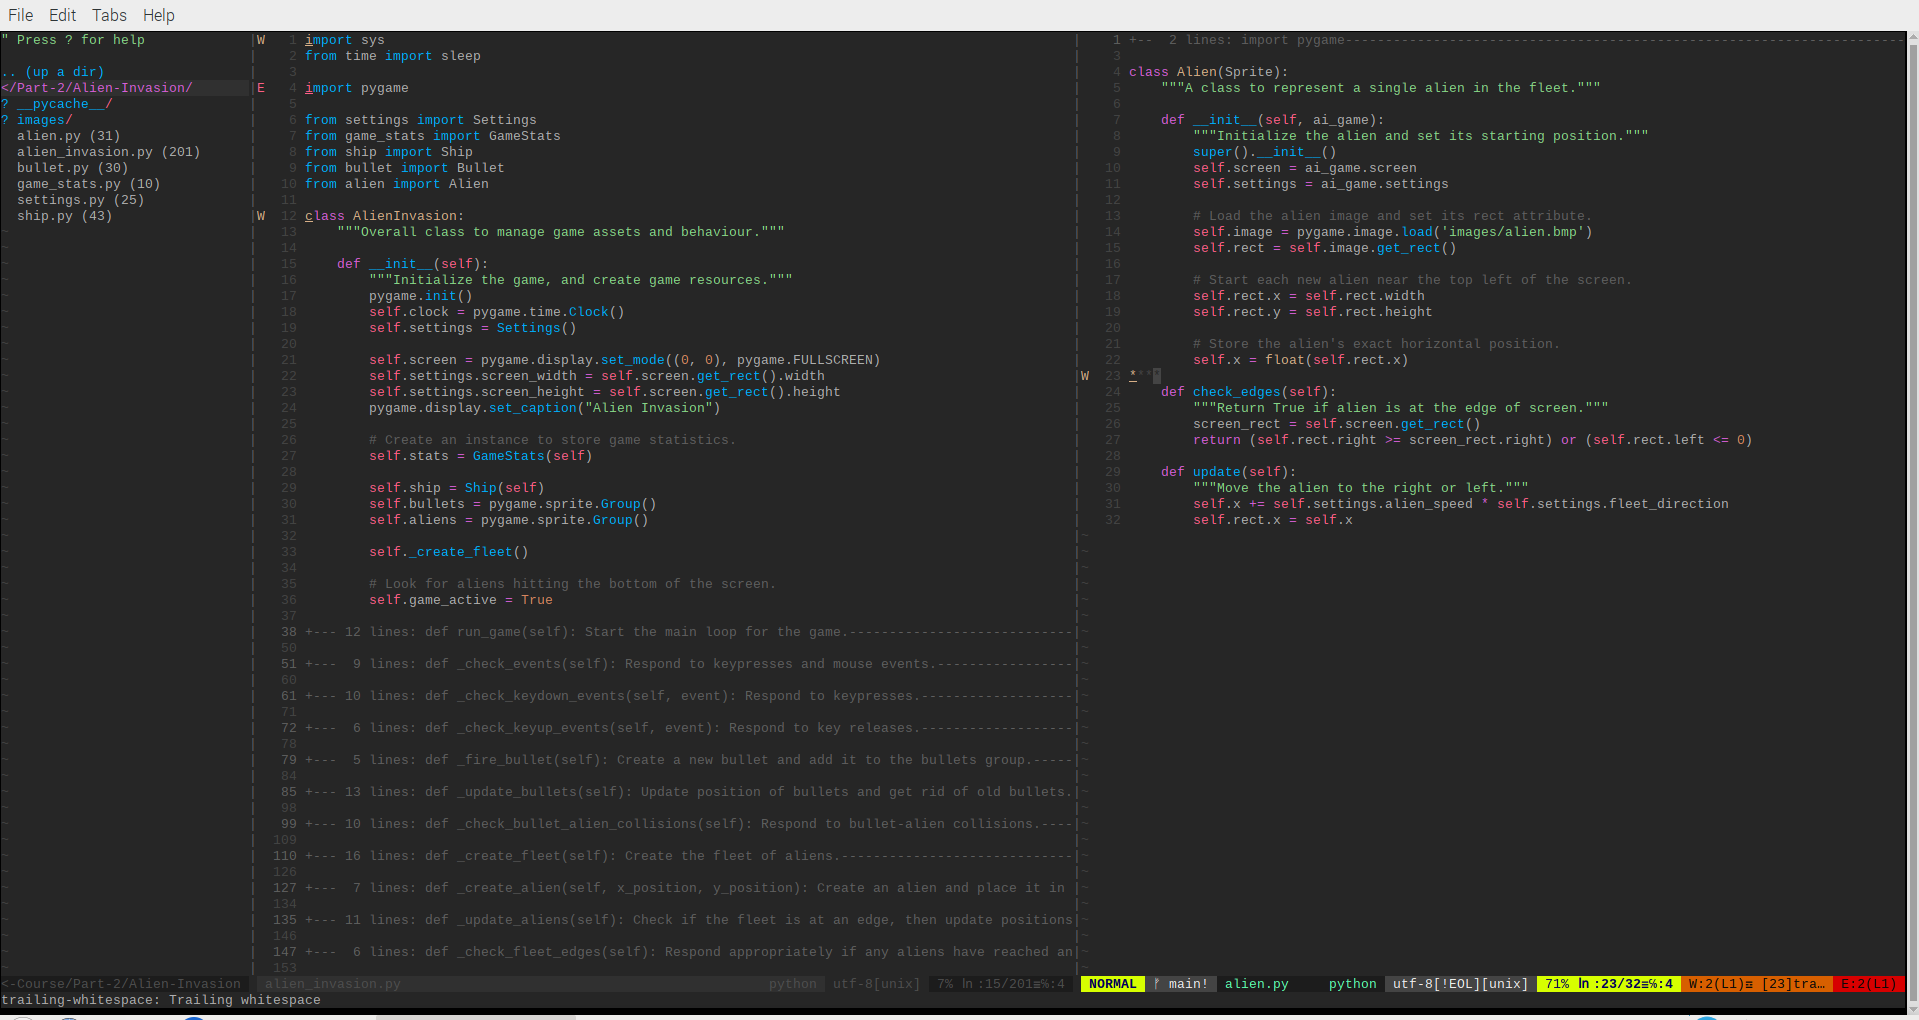 File Edit Tabs Help
" Press ? for help
.. (up a dir)
</Part-2/Alien-Invasion/
? __pycache__/
? images/
alien.py (31)
alien_invasion.py (201)
bullet.py (30)
game_stats.py (10)
settings.py (25)
ship.py (43)
W 1 import sys
2 from time import sleep
3
E 4 import pygame
5
6 from settings import Settings
7 from game_stats import GameStats
8 from ship import Ship
9 from bullet import Bullet
10 from alien import Alien
11
W 12 class AlienInvasion:
13 """Overall class to manage game assets and behaviour."""
14
15 def __init__(self):
16 """Initialize the game, and create game resources."""
17 pygame.init()
18 self.clock = pygame.time.Clock()
19 self.settings = Settings()
20
21 self.screen = pygame.display.set_mode((0, 0), pygame.FULLSCREEN)
22 self.settings.screen_width = self.screen.get_rect().width
23 self.settings.screen_height = self.screen.get_rect().height
24 pygame.display.set_caption("Alien Invasion")
25
26 # Create an instance to store game statistics.
27 self.stats = GameStats(self)
28
29 self.ship = Ship(self)
30 self.bullets = pygame.sprite.Group()
31 self.aliens = pygame.sprite.Group()
32
33 self._create_fleet()
34
35 # Look for aliens hitting the bottom of the screen.
36 self.game_active = True
37
38 +--- 12 lines: def run_game(self): Start the main loop for the game.----------------------------
50
51 +---  9 lines: def _check_events(self): Respond to keypresses and mouse events.-----------------
60
61 +--- 10 lines: def _check_keydown_events(self, event): Respond to keypresses.-------------------
71
72 +---  6 lines: def _check_keyup_events(self, event): Respond to key releases.-------------------
78
79 +---  5 lines: def _fire_bullet(self): Create a new bullet and add it to the bullets group.-----
84
85 +--- 13 lines: def _update_bullets(self): Update position of bullets and get rid of old bullets.
98
99 +--- 10 lines: def _check_bullet_alien_collisions(self): Respond to bullet-alien collisions.----
109
110 +--- 16 lines: def _create_fleet(self): Create the fleet of aliens.-----------------------------
126
127 +---  7 lines: def _create_alien(self, x_position, y_position): Create an alien and place it in
134
135 +--- 11 lines: def _update_aliens(self): Check if the fleet is at an edge, then update positions
146
147 +---  6 lines: def _check_fleet_edges(self): Respond appropriately if any aliens have reached an
153
1 +--  2 lines: import pygame----------------------------------------------------------------------
3
4 class Alien(Sprite):
5 """A class to represent a single alien in the fleet."""
6
7 def __init__(self, ai_game):
8 """Initialize the alien and set its starting position."""
9 super().__init__()
10 self.screen = ai_game.screen
11 self.settings = ai_game.settings
12
13 # Load the alien image and set its rect attribute.
14 self.image = pygame.image.load('images/alien.bmp')
15 self.rect = self.image.get_rect()
16
17 # Start each new alien near the top left of the screen.
18 self.rect.x = self.rect.width
19 self.rect.y = self.rect.height
20
21 # Store the alien's exact horizontal position.
22 self.x = float(self.rect.x)
W 23 ****
24 def check_edges(self):
25 """Return True if alien is at the edge of screen."""
26 screen_rect = self.screen.get_rect()
27 return (self.rect.right >= screen_rect.right) or (self.rect.left <= 0)
28
29 def update(self):
30 """Move the alien to the right or left."""
31 self.x += self.settings.alien_speed * self.settings.fleet_direction
32 self.rect.x = self.x
<-Course/Part-2/Alien-Invasion alien_invasion.py python utf-8[unix] 7% ln :15/201≡℅:4 NORMAL main! alien.py python utf-8[!EOL][unix] 71% ln :23/32≡℅:4 W:2(L1) [23]tra… E:2(L1)
trailing-whitespace: Trailing whitespace